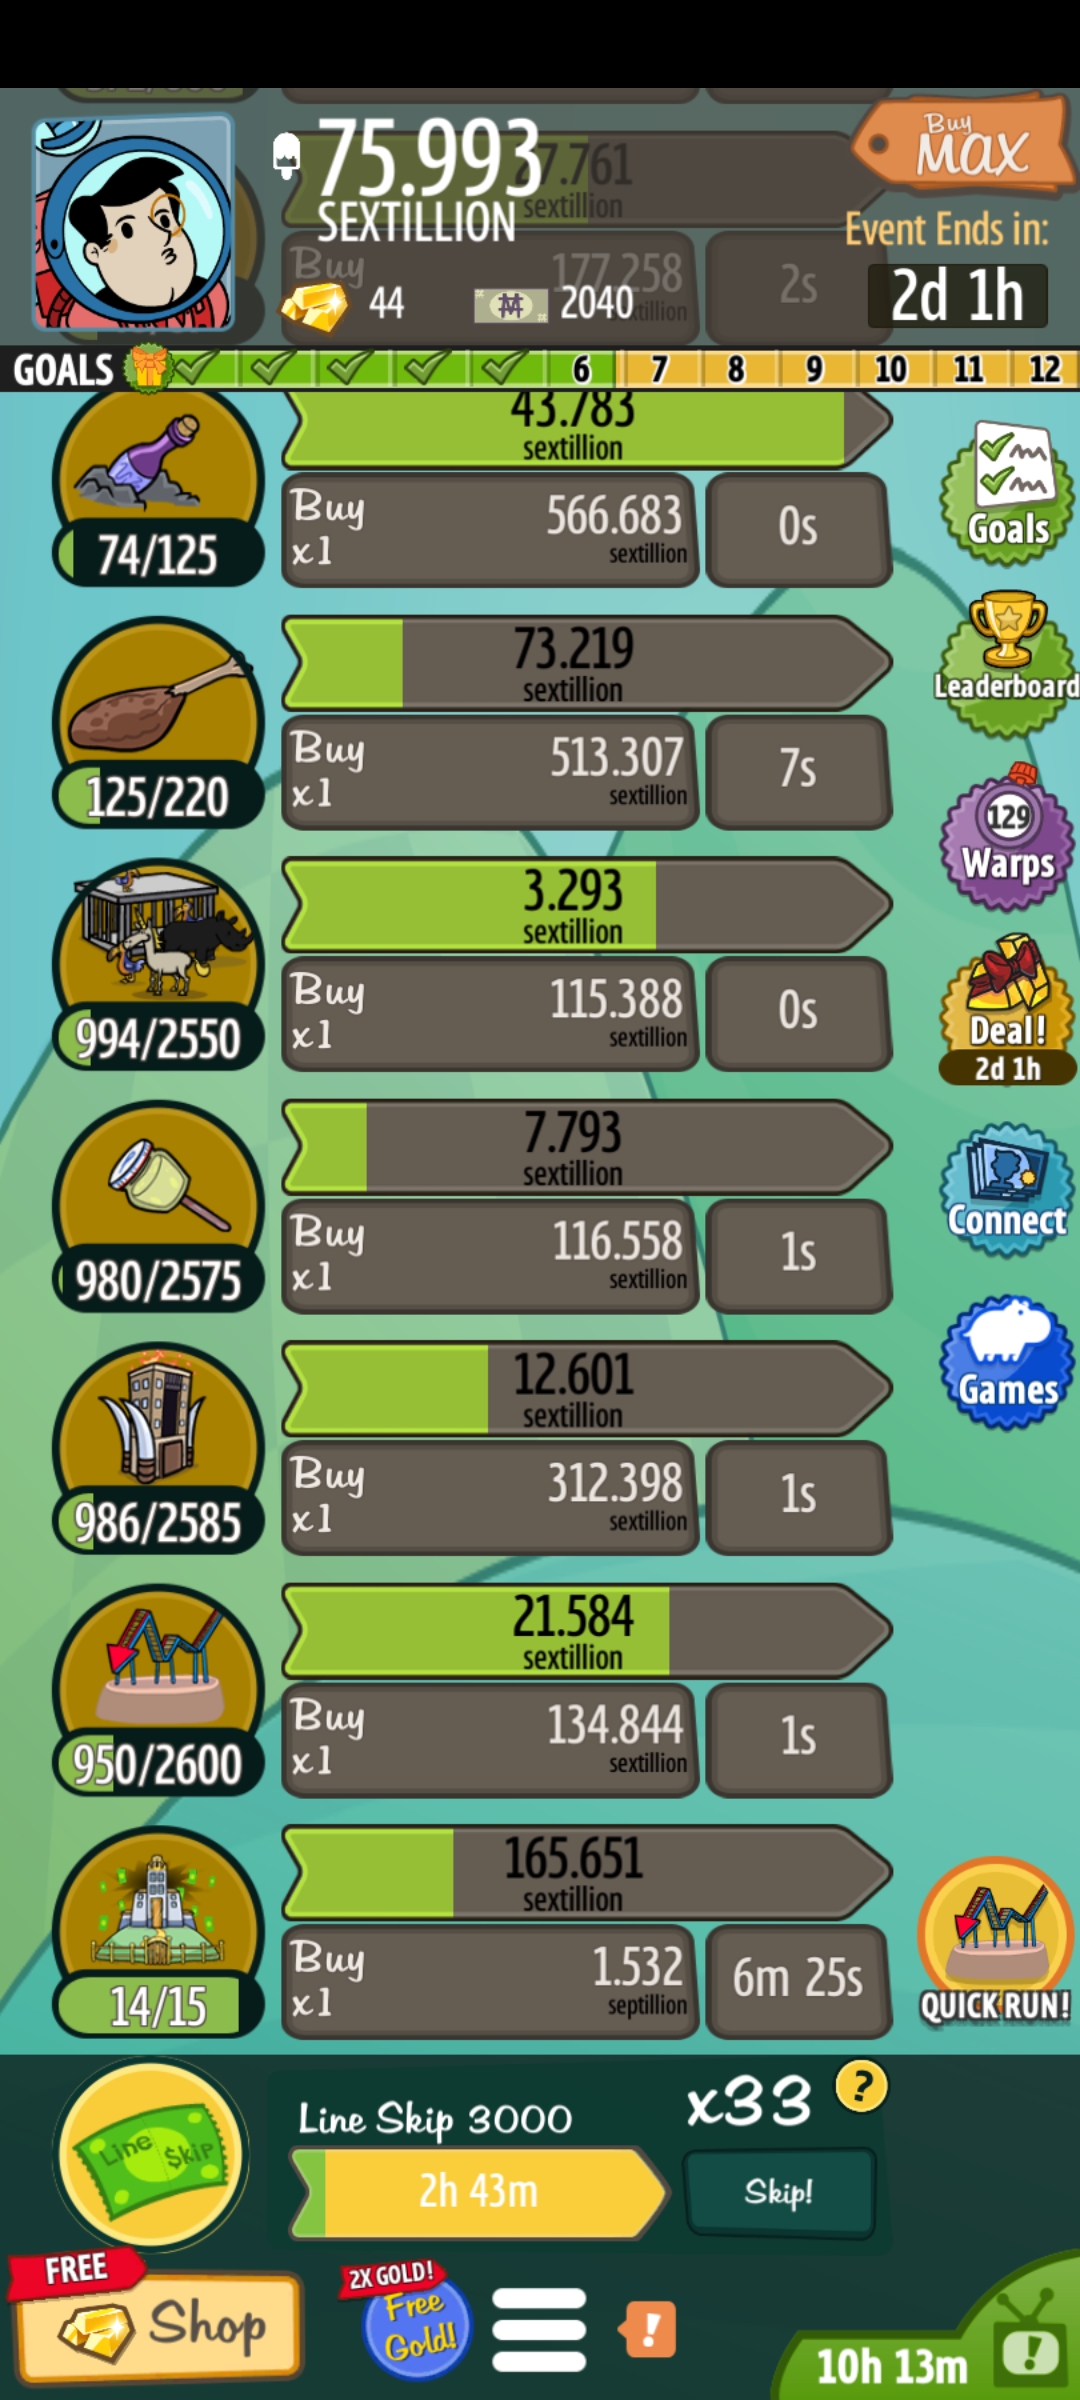 75.993
SEXTILLION
44
2040
Buy
MAX
Event Ends in:
2d 1h
7.761
sextillion
Buy
177.258
2s
GOALS
6
7
8
9
10
11
12
43.783
sextillion
74/125
Buy
x1
566.683
sextillion
0s
Goals
73.219
sextillion
125/220
Buy
x1
513.307
sextillion
7s
Leaderboard
3.293
sextillion
994/2550
Buy
x1
115.388
sextillion
0s
129
Warps
Deal!
2d 1h
7.793
sextillion
980/2575
Buy
x1
116.558
sextillion
1s
Connect
12.601
sextillion
986/2585
Buy
x1
312.398
sextillion
1s
Games
21.584
sextillion
950/2600
Buy
x1
134.844
sextillion
1s
165.651
sextillion
14/15
Buy
x1
1.532
septillion
6m 25s
QUICK RUN!
Line $kip
Line Skip 3000
2h 43m
x33
?
Skip!
FREE
Shop
2X GOLD!
Free
Gold!
!
10h 13m
!